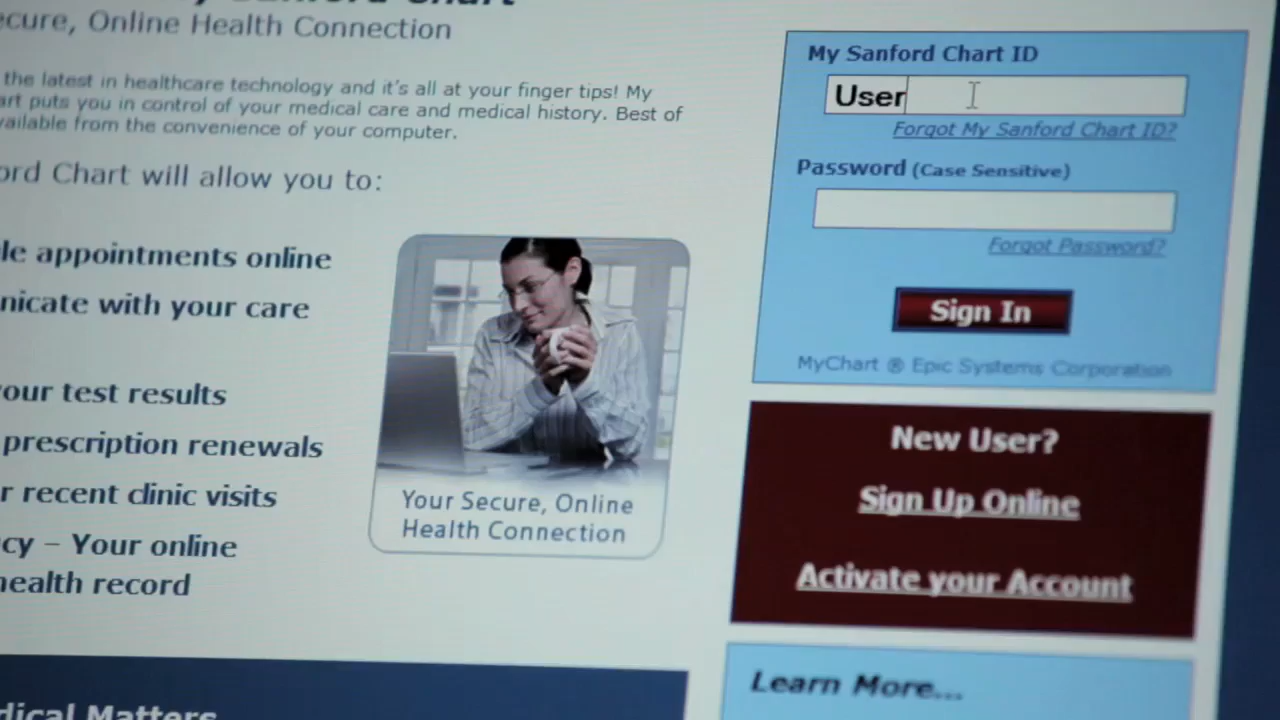 Chart
ecure, Online Health Connection
the latest in healthcare technology and it's all at your finger tips! My
art puts you in control of your medical care and medical history. Best of
vailable from the convenience of your computer.
ord Chart will allow you to:
le appointments online
nicate with your care
our test results
prescription renewals
r recent clinic visits
cy – Your online
health record
Your Secure, Online
Health Connection
dical Matters
My Sanford Chart ID
User
Forgot My Sanford Chart ID?
Password (Case Sensitive)
Forgot Password?
Sign In
MyChart ® Epic Systems Corporation
New User?
Sign Up Online
Activate your Account
Learn More...